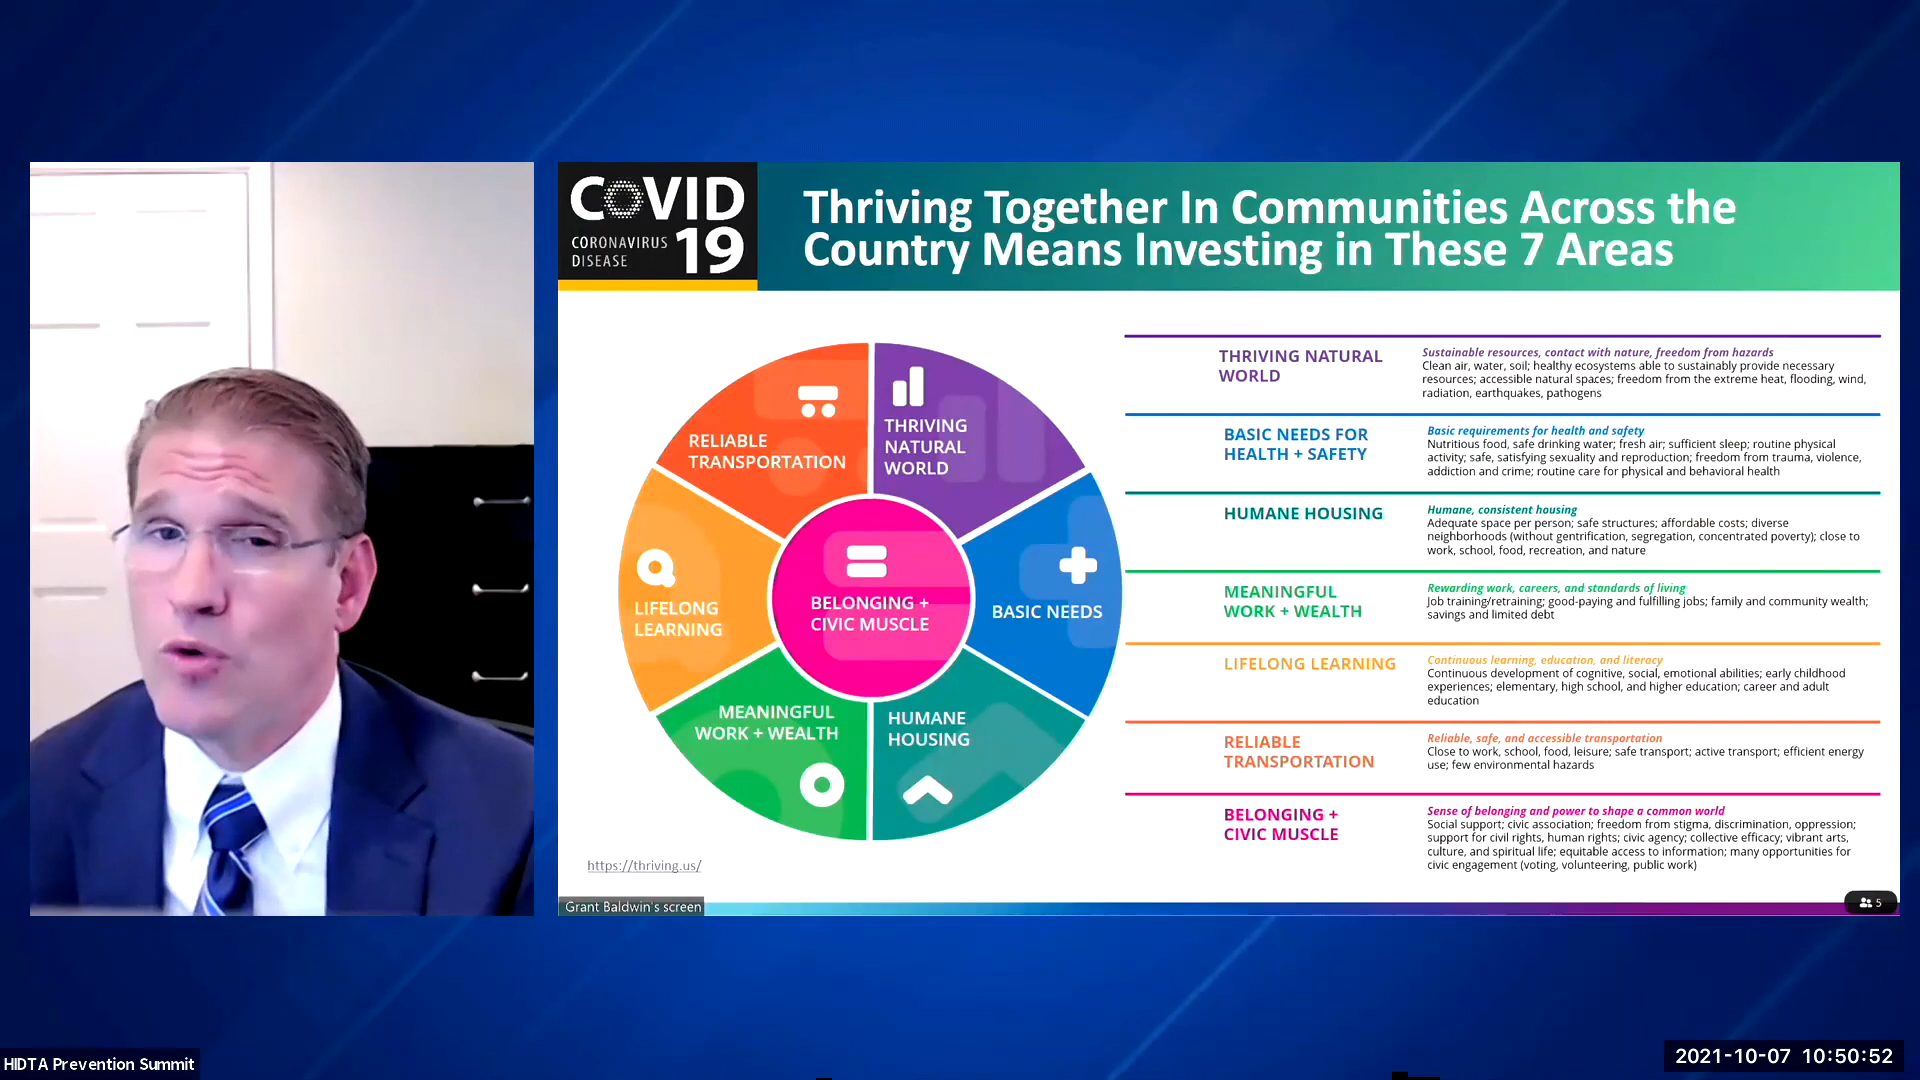 COVID
CORONAVIRUS
DISEASE
19
Thriving Together In Communities Across the
Country Means Investing in These 7 Areas
RELIABLE
TRANSPORTATION
THRIVING
NATURAL
WORLD
LIFELONG
LEARNING
BELONGING +
CIVIC MUSCLE
BASIC NEEDS
MEANINGFUL
WORK + WEALTH
HUMANE
HOUSING
https://thriving.us/
THRIVING NATURAL
WORLD
Sustainable resources, contact with nature, freedom from hazards
Clean air, water, soil; healthy ecosystems able to sustainably provide necessary
resources; accessible natural spaces; freedom from the extreme heat, flooding, wind,
radiation, earthquakes, pathogens
BASIC NEEDS FOR
HEALTH + SAFETY
Basic requirements for health and safety
Nutritious food, safe drinking water; fresh air; sufficient sleep; routine physical
activity; safe, satisfying sexuality and reproduction; freedom from trauma, violence,
addiction and crime; routine care for physical and behavioral health
HUMANE HOUSING
Humane, consistent housing
Adequate space per person; safe structures; affordable costs; diverse
neighborhoods (without gentrification, segregation, concentrated poverty); close to
work, school, food, recreation, and nature
MEANINGFUL
WORK + WEALTH
Rewarding work, careers, and standards of living
Job training/retraining; good-paying and fulfilling jobs; family and community wealth;
savings and limited debt
LIFELONG LEARNING
Continuous learning, education, and literacy
Continuous development of cognitive, social, emotional abilities; early childhood
experiences; elementary, high school, and higher education; career and adult
education
RELIABLE
TRANSPORTATION
Reliable, safe, and accessible transportation
Close to work, school, food, leisure; safe transport; active transport; efficient energy
use; few environmental hazards
BELONGING +
CIVIC MUSCLE
Sense of belonging and power to shape a common world
Social support; civic association; freedom from stigma, discrimination, oppression;
support for civil rights, human rights; civic agency; collective efficacy; vibrant arts,
culture, and spiritual life; equitable access to information; many opportunities for
civic engagement (voting, volunteering, public work)
Grant Baldwin's screen
5
HIDTA Prevention Summit
2021-10-07 10:50:52